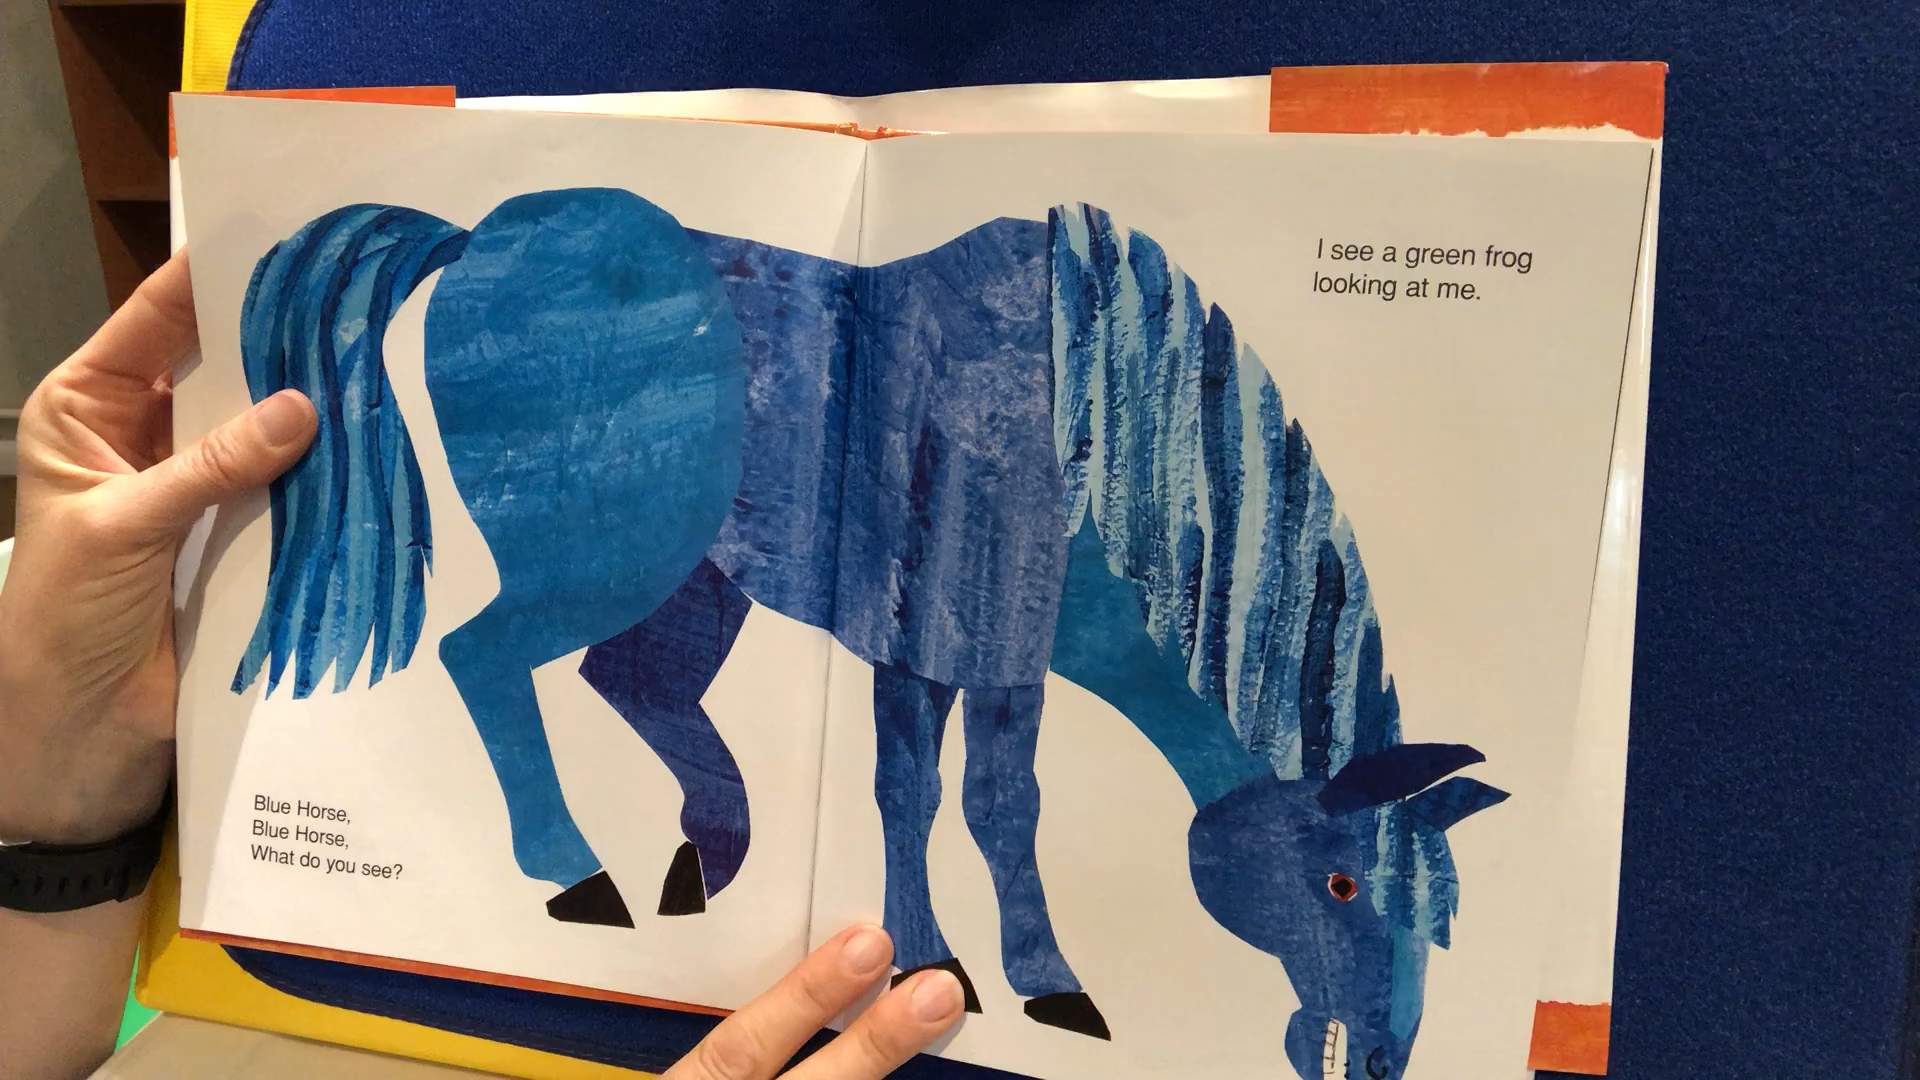 Blue Horse,
Blue Horse,
What do you see?
I see a green frog
looking at me.